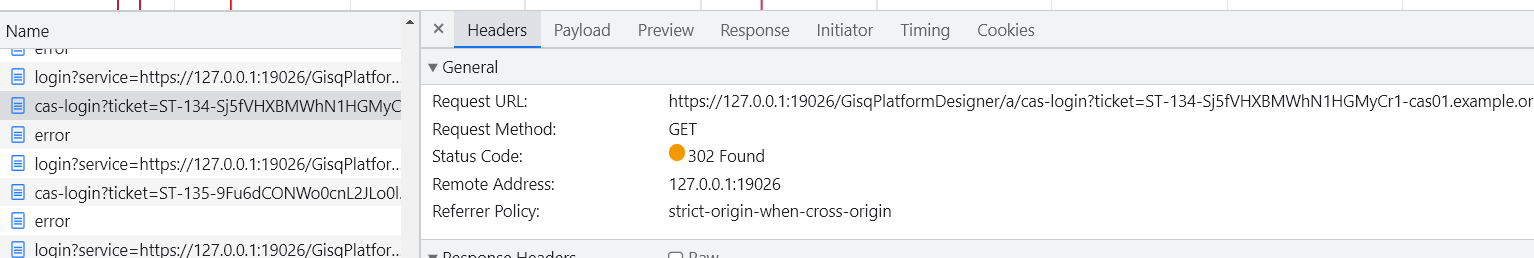 Name
error
login?service=https://127.0.0.1:19026/GisqPlatfor...
cas-login?ticket=ST-134-Sj5fVHXBMWhN1HGMyC
error
login?service=https://127.0.0.1:19026/GisqPlatfor...
cas-login?ticket=ST-135-9Fu6dCONWo0cnL2JLo0l.
error
login?service=https://127.0.0.1:19026/GisqPlatfor...
× Headers Payload Preview Response Initiator Timing Cookies
▼ General
Request URL: https://127.0.0.1:19026/GisqPlatformDesigner/a/cas-login?ticket=ST-134-Sj5fVHXBMWhN1HGMyCr1-cas01.example.or
Request Method: GET
Status Code: 302 Found
Remote Address: 127.0.0.1:19026
Referrer Policy: strict-origin-when-cross-origin
▼ Response Headers Raw